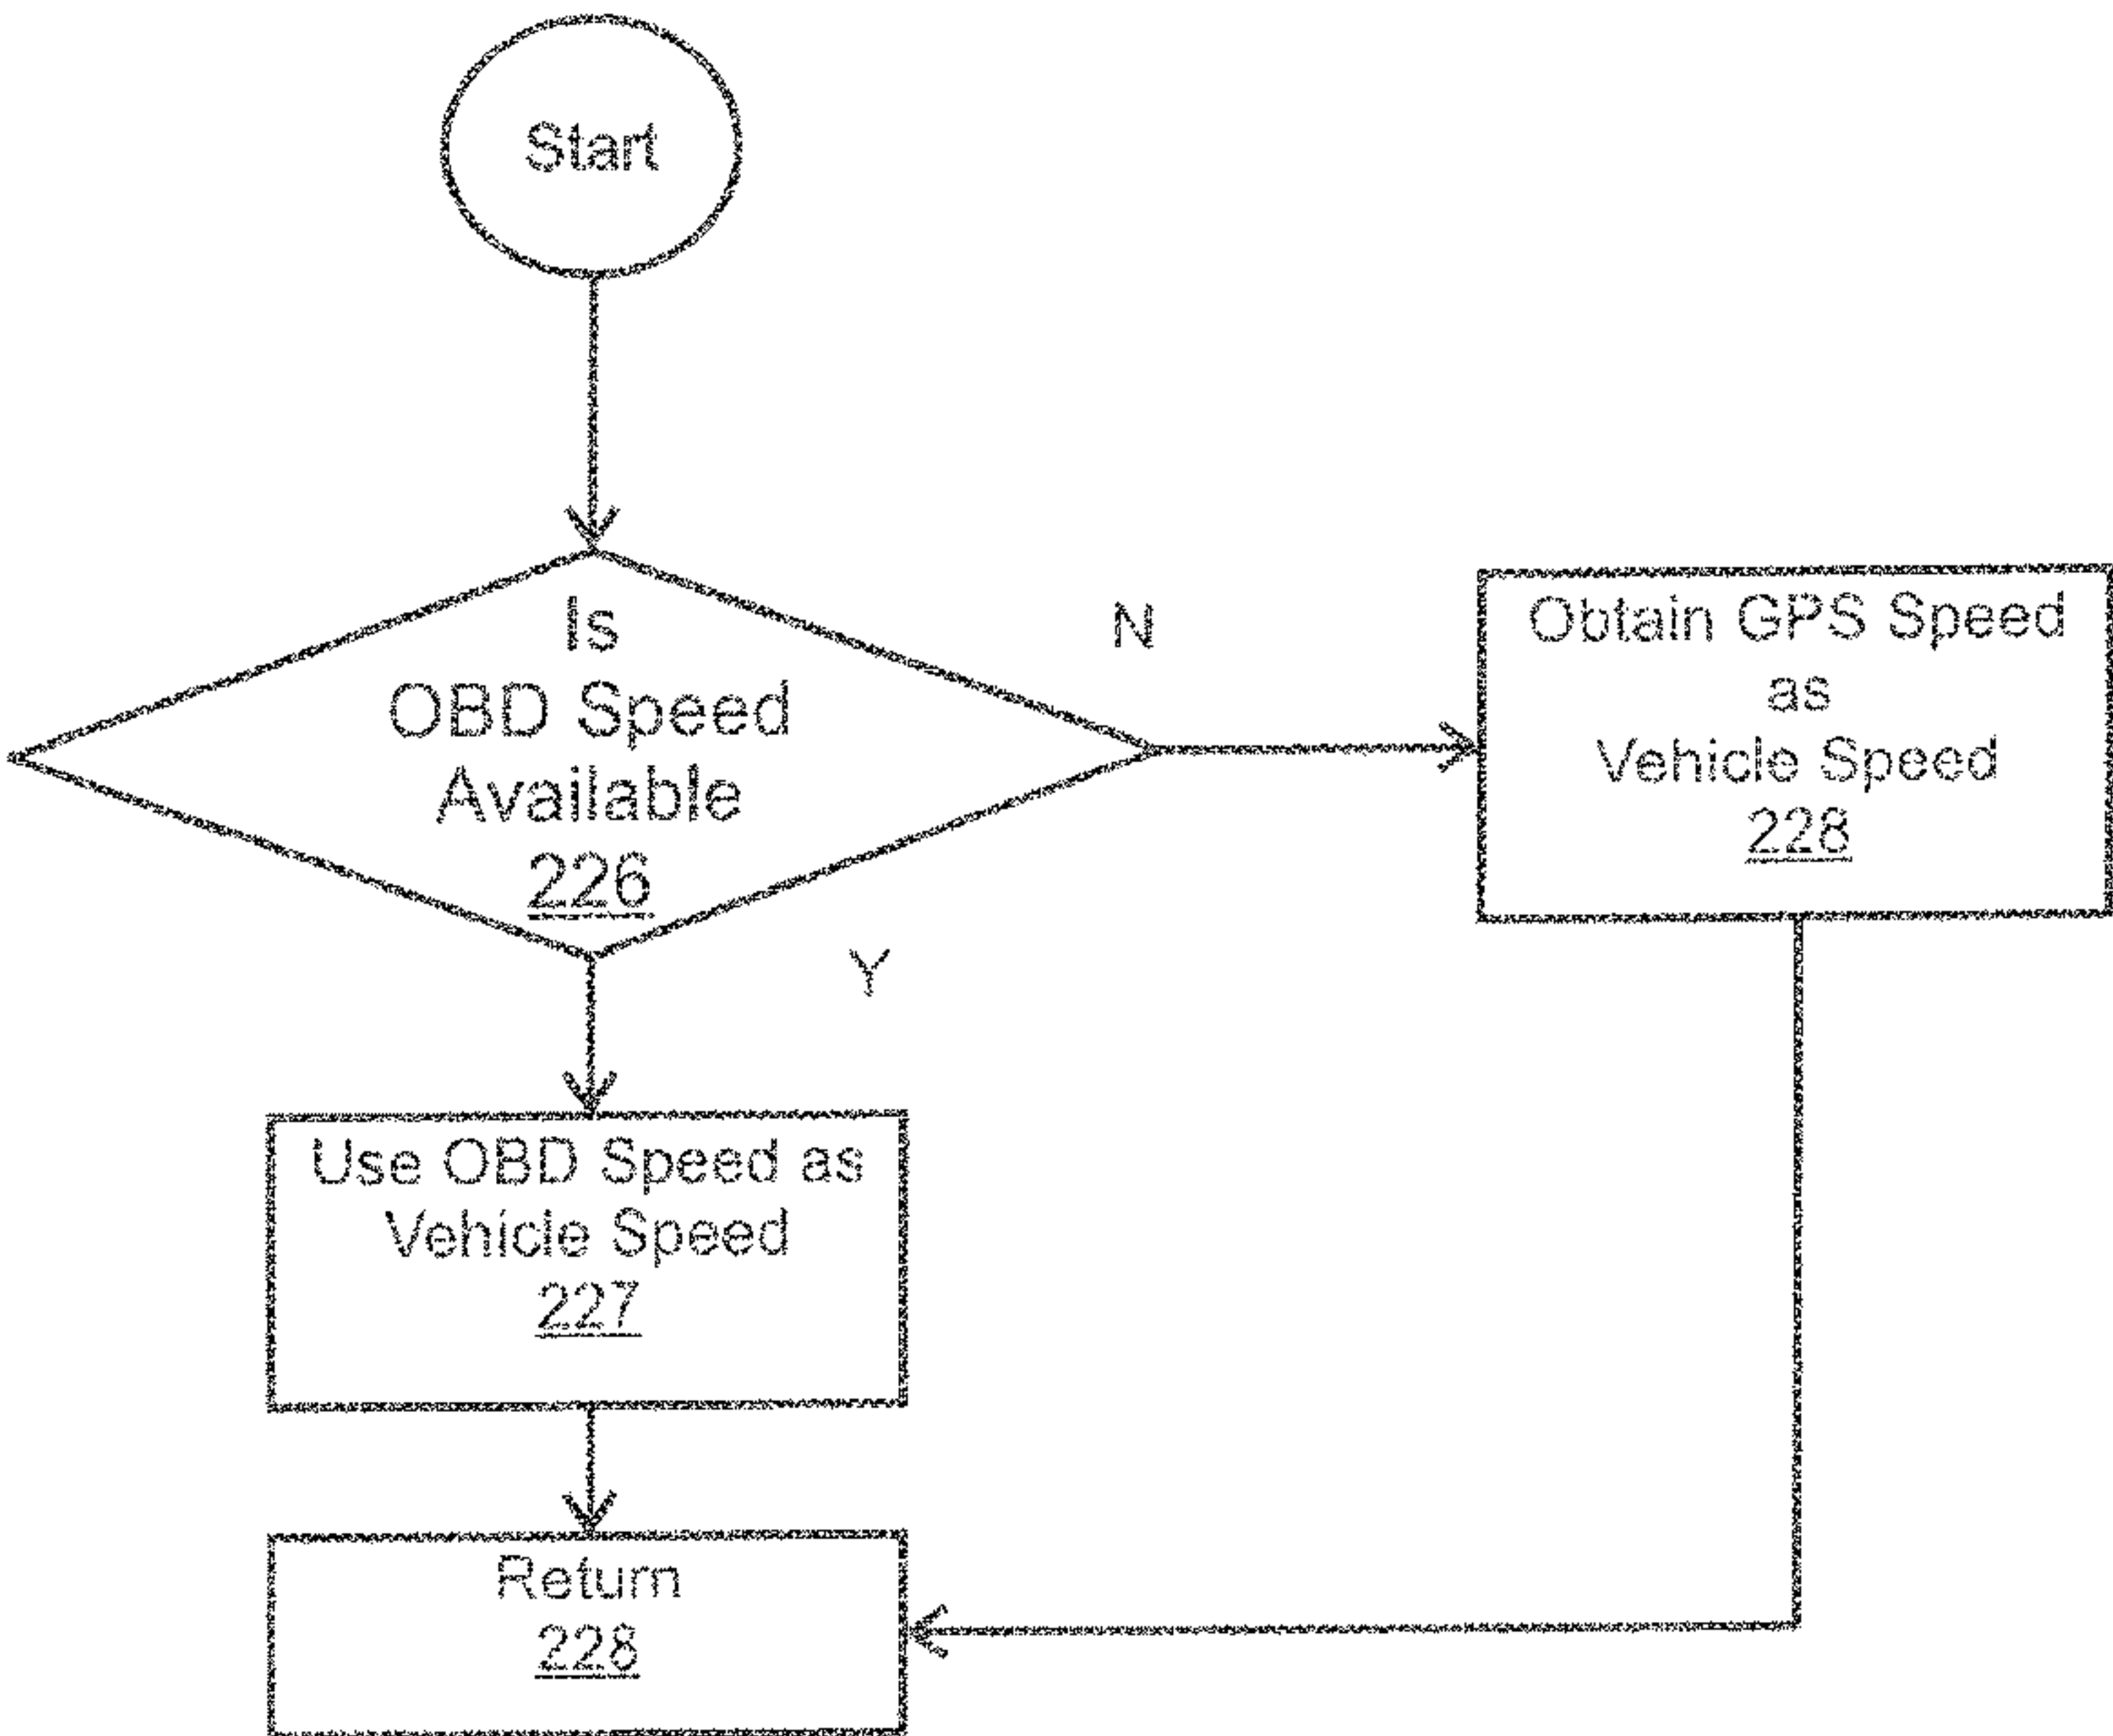 Start
Is
OBD Speed
Available
226
N
Obtain GPS Speed
as
Vehicle Speed
228
Y
Use OBD Speed as
Vehicle Speed
227
Return
228